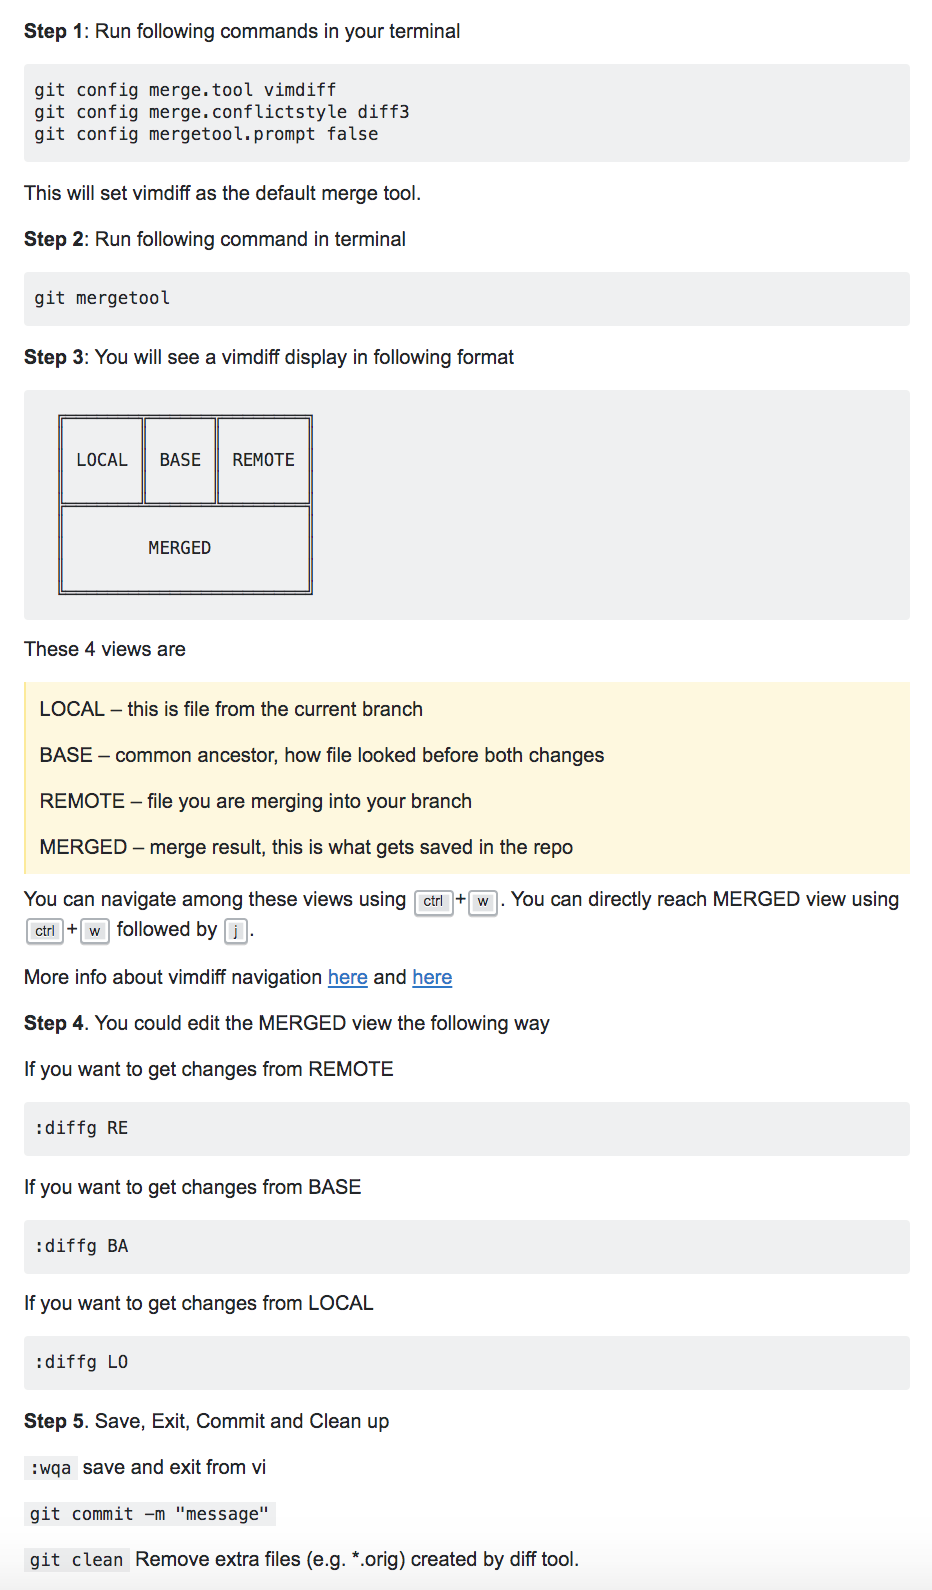 Step 1: Run following commands in your terminal
git config merge.tool vimdiff
git config merge.conflictstyle diff3
git config mergetool.prompt false
This will set vimdiff as the default merge tool.
Step 2: Run following command in terminal
git mergetool
Step 3: You will see a vimdiff display in following format
LOCAL BASE REMOTE
MERGED
These 4 views are
LOCAL – this is file from the current branch
BASE – common ancestor, how file looked before both changes
REMOTE – file you are merging into your branch
MERGED – merge result, this is what gets saved in the repo
You can navigate among these views using ctrl+w. You can directly reach MERGED view using
ctrl+w followed by j.
More info about vimdiff navigation here and here
Step 4. You could edit the MERGED view the following way
If you want to get changes from REMOTE
:diffg RE
If you want to get changes from BASE
:diffg BA
If you want to get changes from LOCAL
:diffg LO
Step 5. Save, Exit, Commit and Clean up
:wqa save and exit from vi
git commit –m "message"
git clean Remove extra files (e.g. *.orig) created by diff tool.